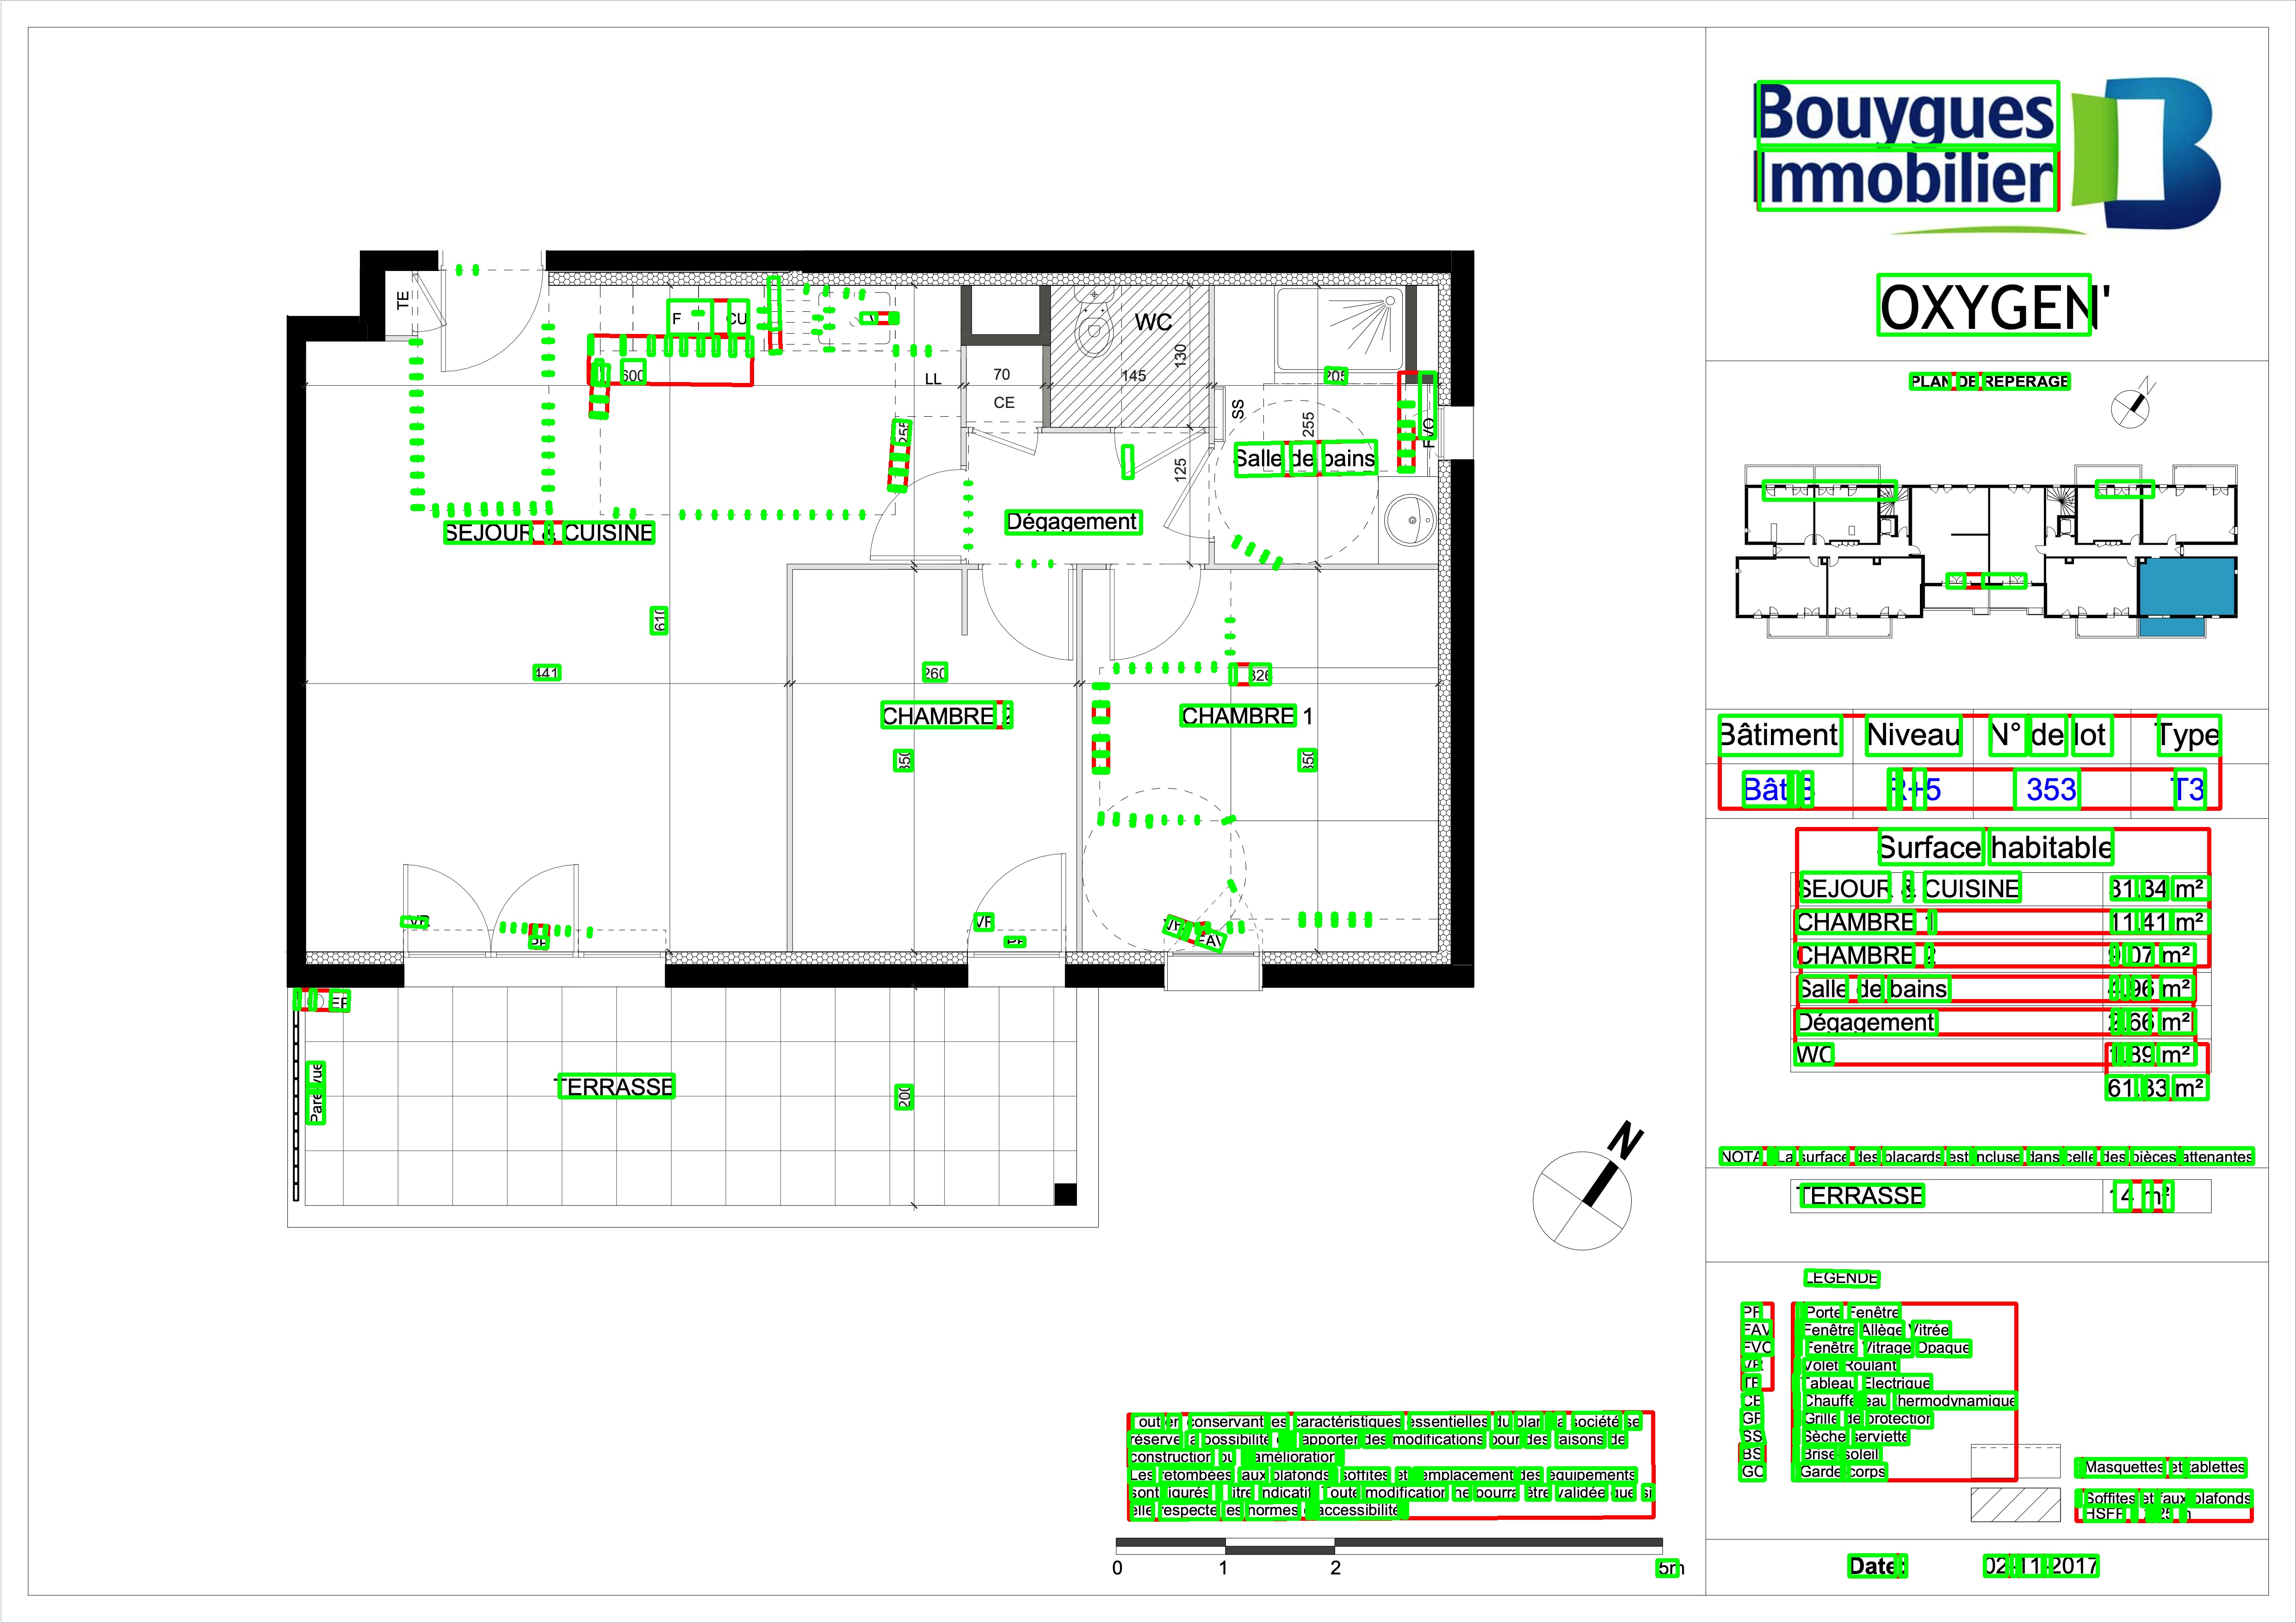 Bouygues
Immobilier
OXYGEN'
PLAN DE REPERAGE
N
Bâtiment Niveau N° de lot Type
Bât B R+5 353 T3
Surface habitable
SEJOUR & CUISINE 31.34 m²
CHAMBRE 1 11.41 m²
CHAMBRE 2 9.07 m²
Salle de bains 4.96 m²
Dégagement 2.66 m²
WC 1.89 m²
61.33 m²
NOTA : La surface des placards est incluse dans celle des pièces attenantes
TERRASSE 14 m²
LEGENDE
PF : Porte Fenêtre
FAV : Fenêtre Allège Vitrée
FVO : Fenêtre Vitrage Opaque
VR : Volet Roulant
TE : Tableau Electrique
CE : Chauffe eau thermodynamique
GP : Grille de protection
SS : Sèche serviette
BS : Brise soleil
GC : Garde corps
: Masquettes et tablettes
: Soffites et faux plafonds
Date: 02-11-2017
TE
F
CU
LV
WC
600
LL
70
CE
145
130
205
SS
255
255
FVO
Salle de bains
125
Dégagement
SEJOUR & CUISINE
610
441
260
326
CHAMBRE 2
CHAMBRE 1
350
350
VR
PF
VR
PF
VR
FAV
EP
Pare vue
TERRASSE
200
N
Tout en conservant les caractéristiques essentielles du plan, la société se
réserve la possibilité d'apporter des modifications pour des raisons de
construction ou d'amélioration.
Les retombées, faux plafonds, soffites et l'emplacement des équipements
sont figurés à titre indicatif. Toute modification ne pourra être validée que si
elle respecte les normes d'accessibilité.
0 1 2 5m